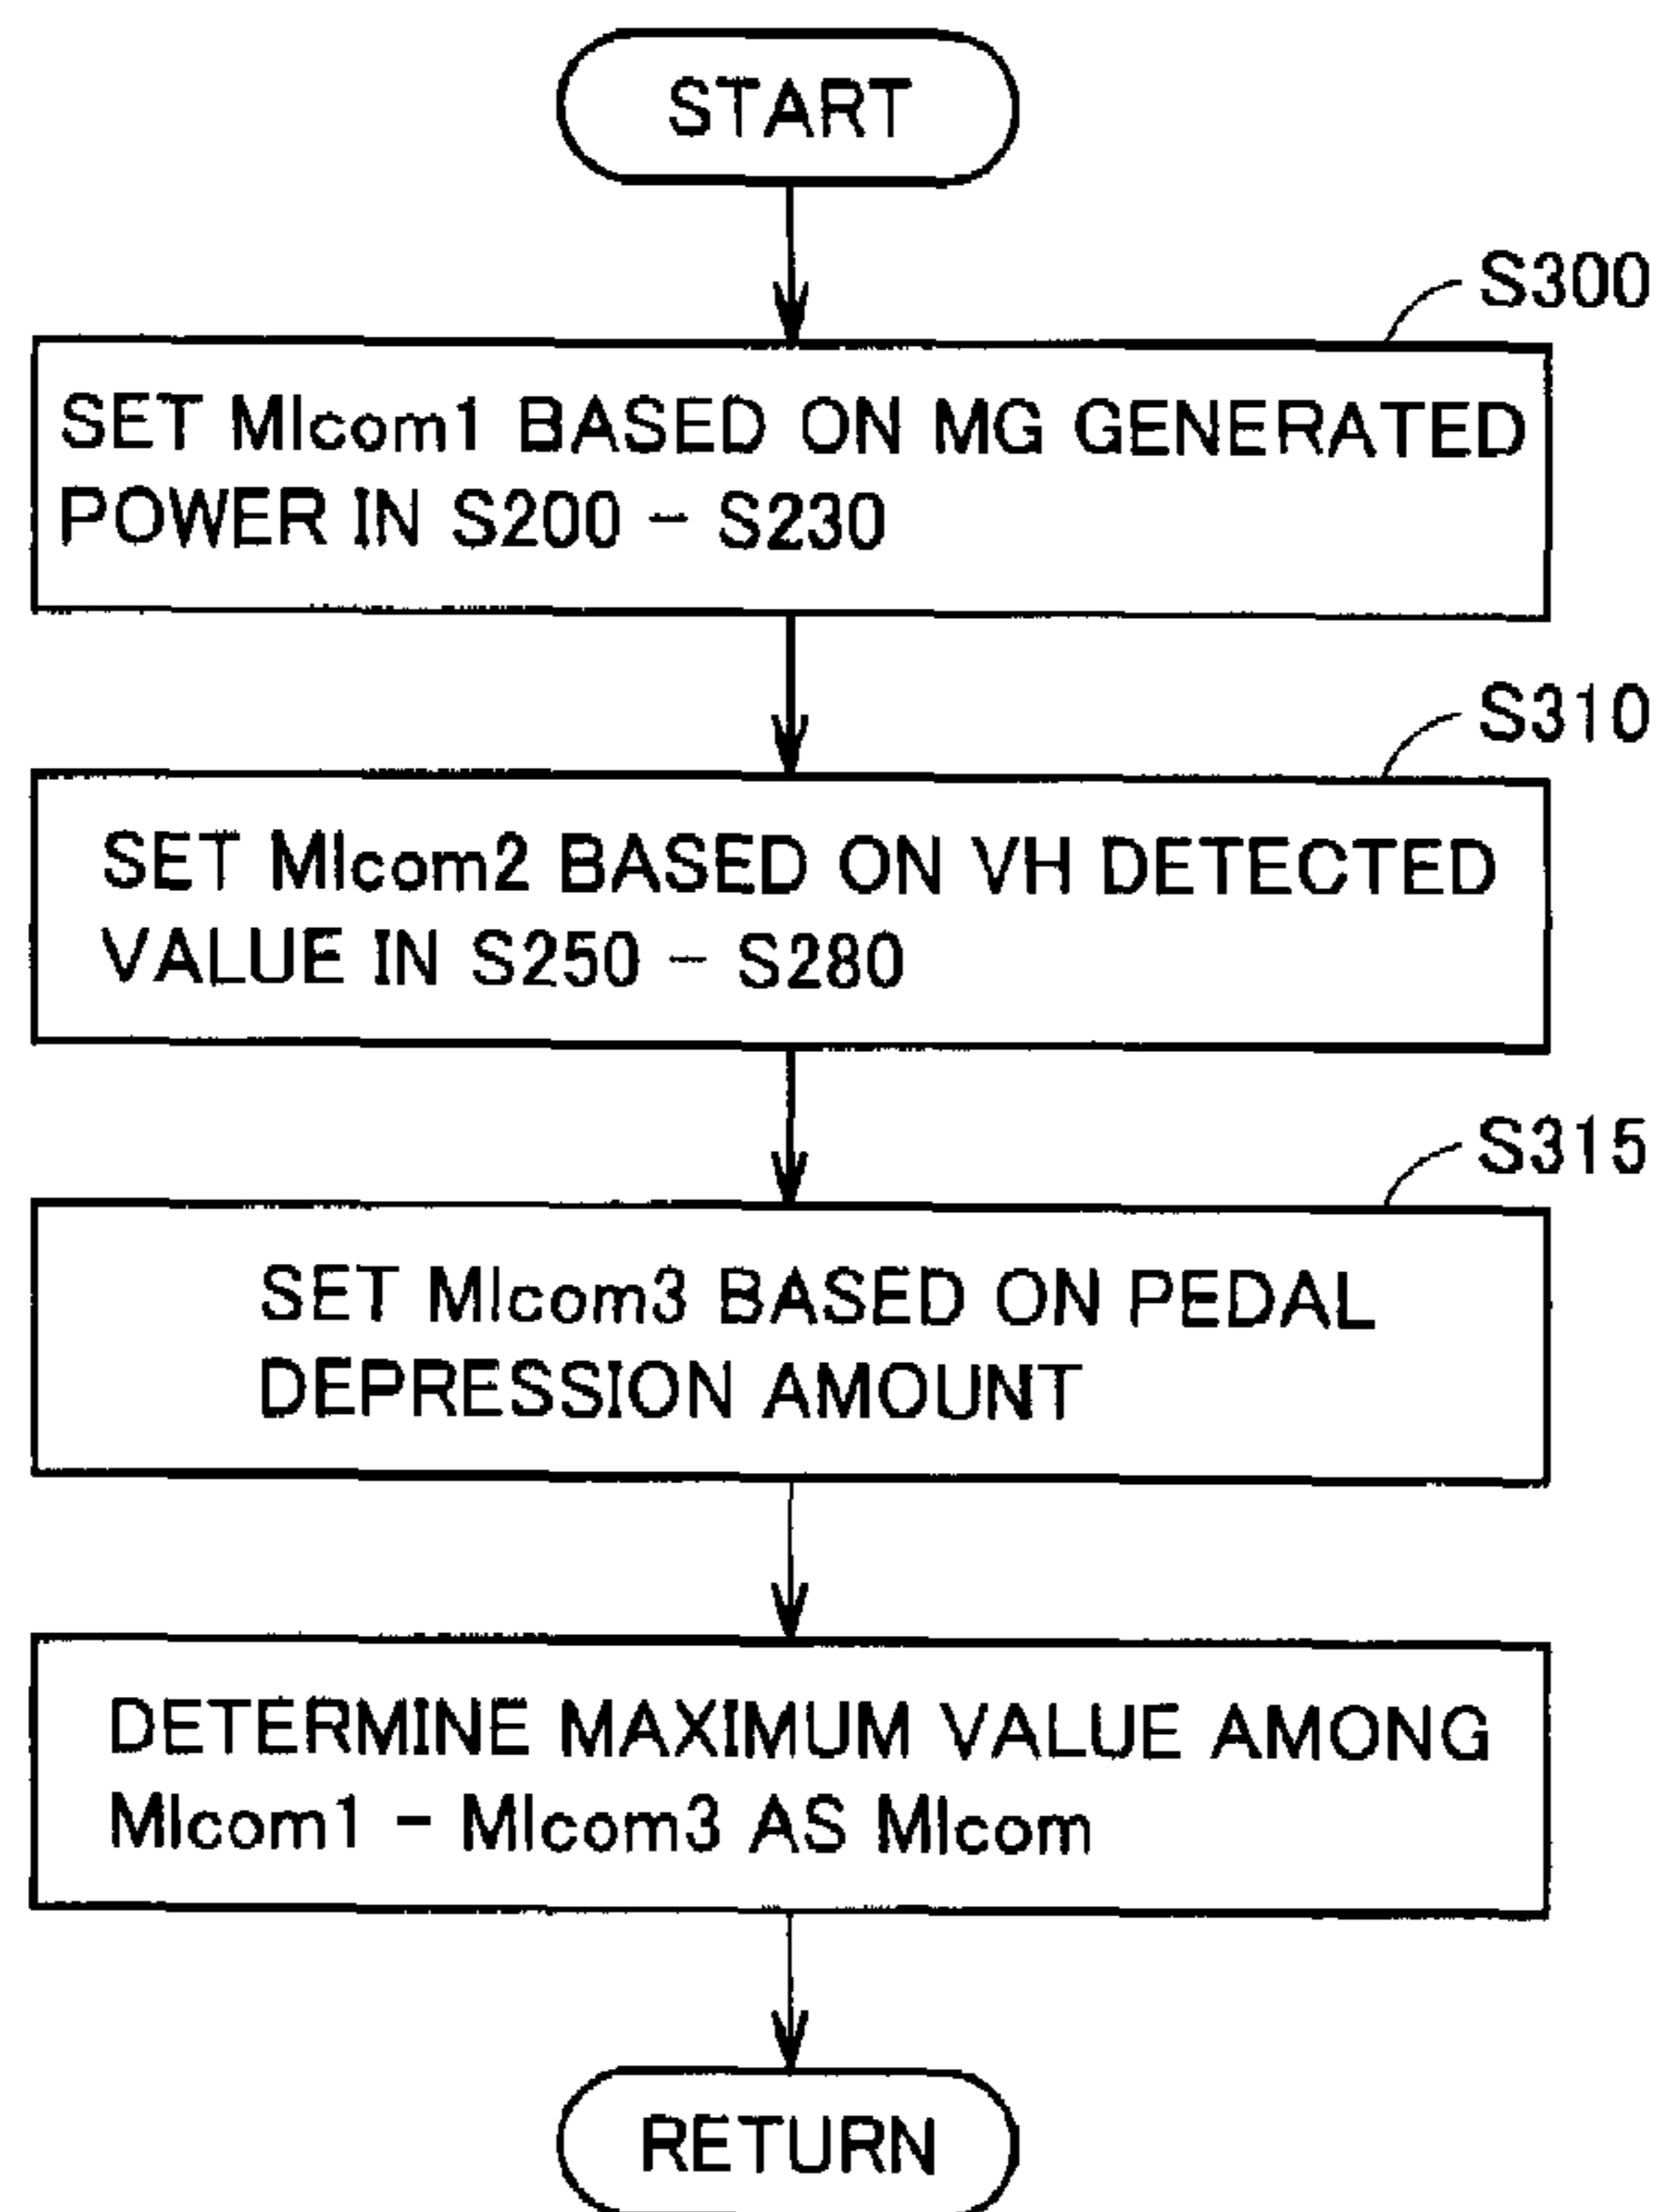 START
S300
SET MIcom1 BASED ON MG GENERATED
POWER IN S200 - S230
S310
SET MIcom2 BASED ON VH DETECTED
VALUE IN S250 - S280
S315
SET MIcom3 BASED ON PEDAL
DEPRESSION AMOUNT
DETERMINE MAXIMUM VALUE AMONG
MIcom1 - MIcom3 AS MIcom
RETURN